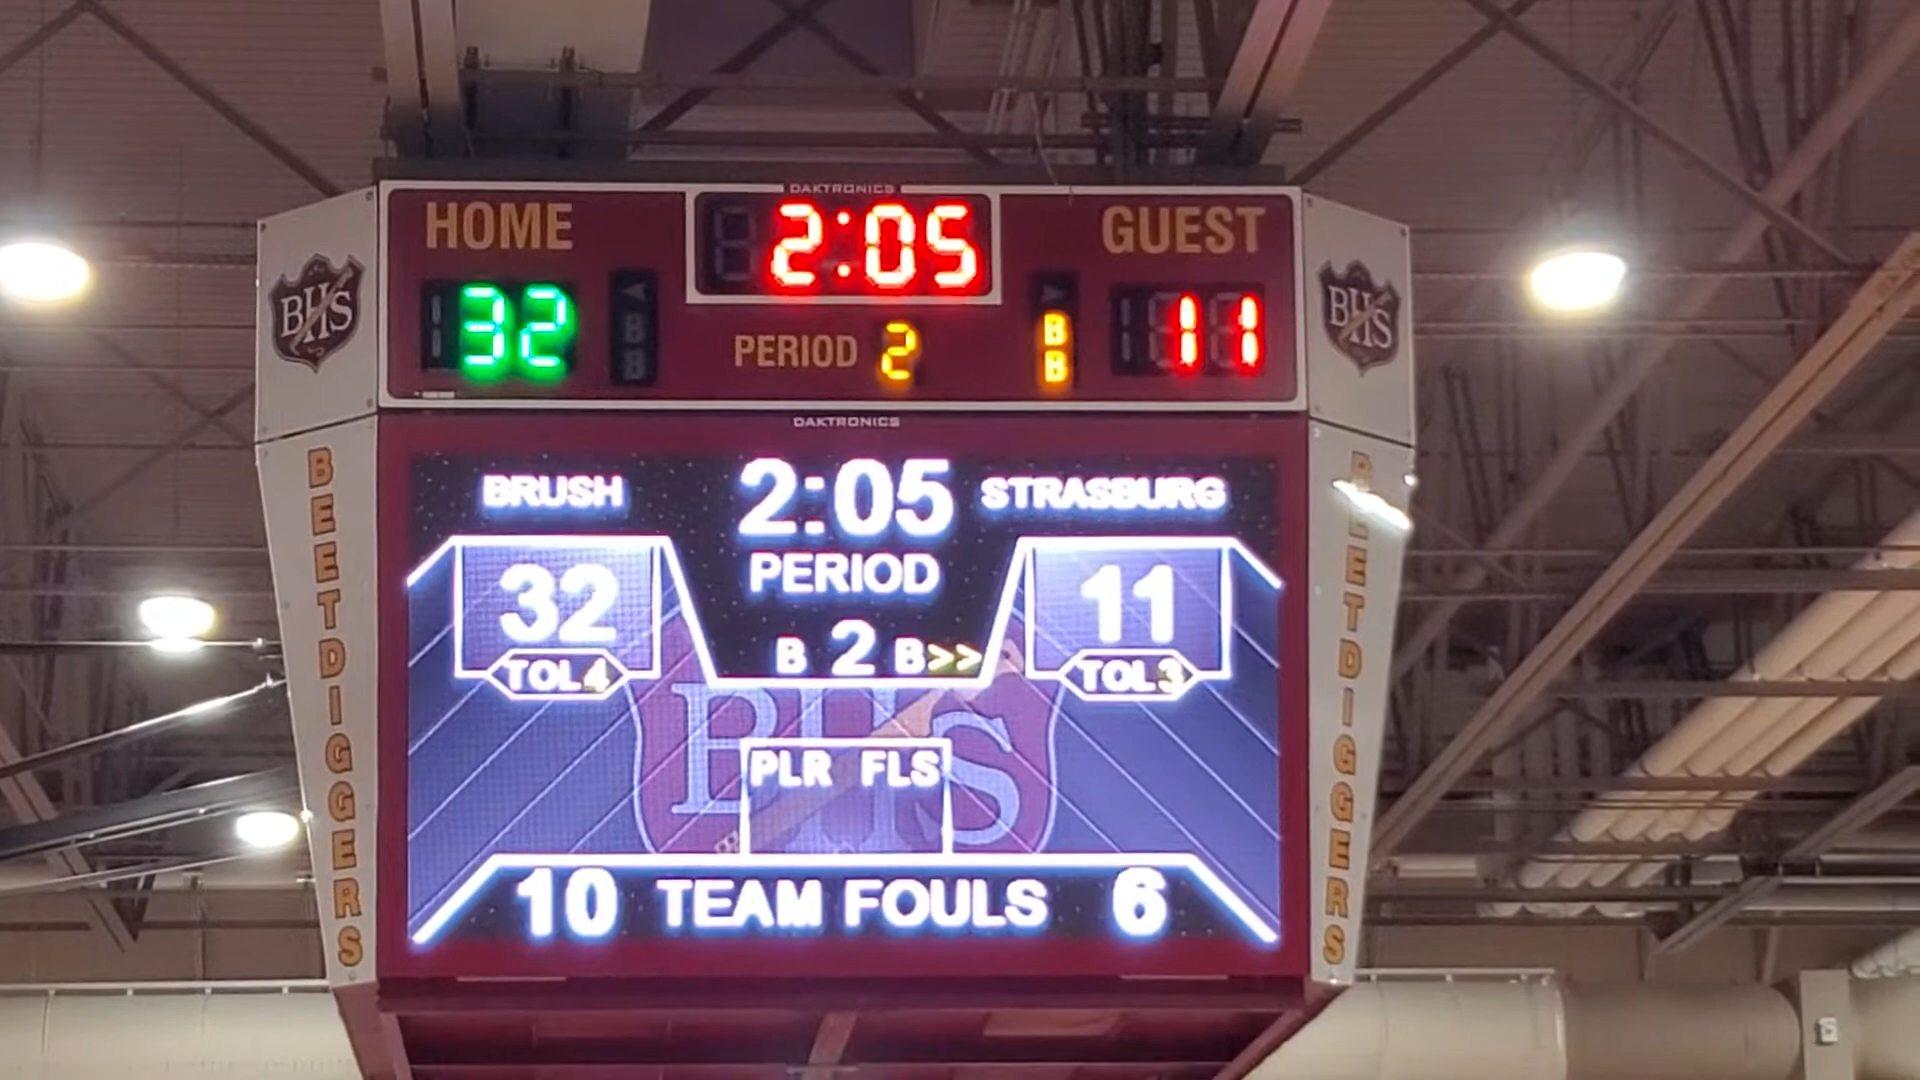 DAKTRONICS
HOME 2:05 GUEST
BHS 32 PERIOD 2 B B 11 BHS
DAKTRONICS
BEETDIGGERS
BRUSH 2:05 STRASBURG
PERIOD
32 B 2 B>> 11
TOL 4 TOL 3
BHS
PLR FLS
10 TEAM FOULS 6
BEETDIGGERS